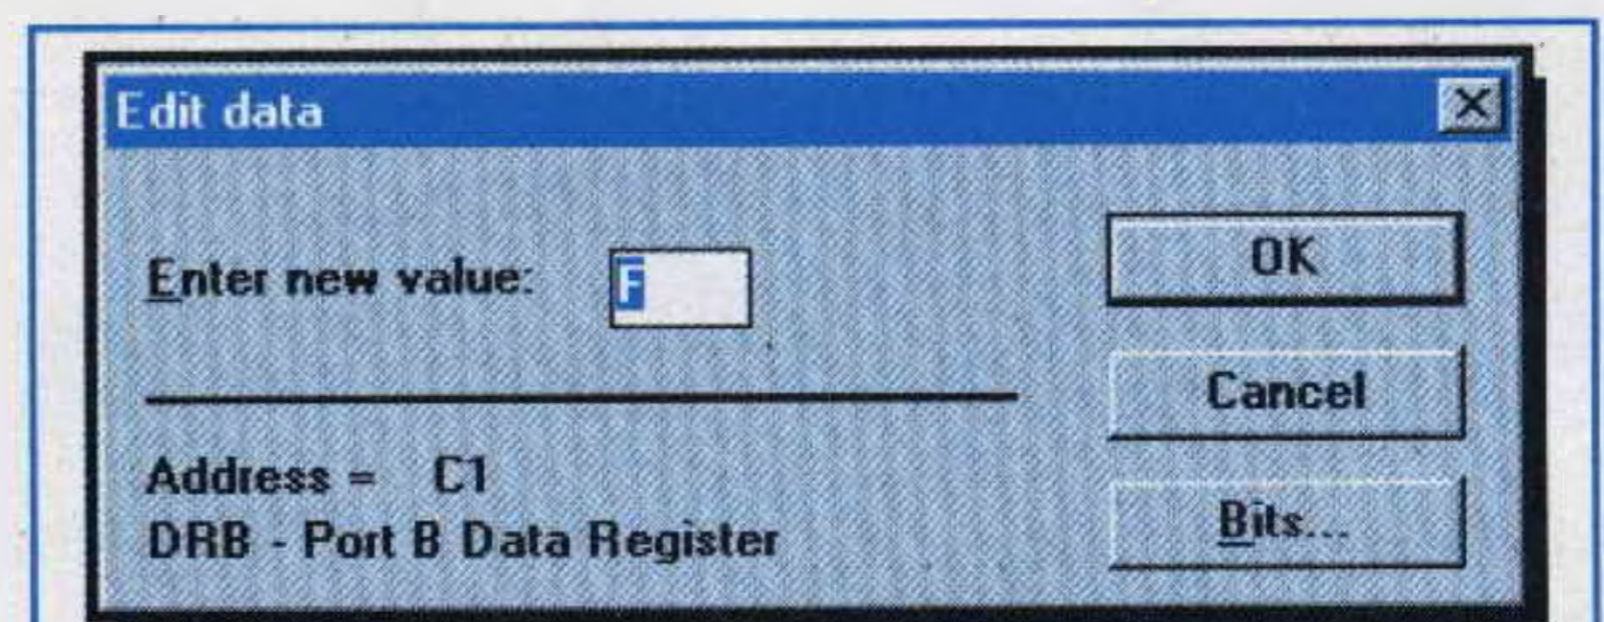 Edit data
Enter new value: F
OK
Cancel
Address = C1
DRB - Port B Data Register
Bits...